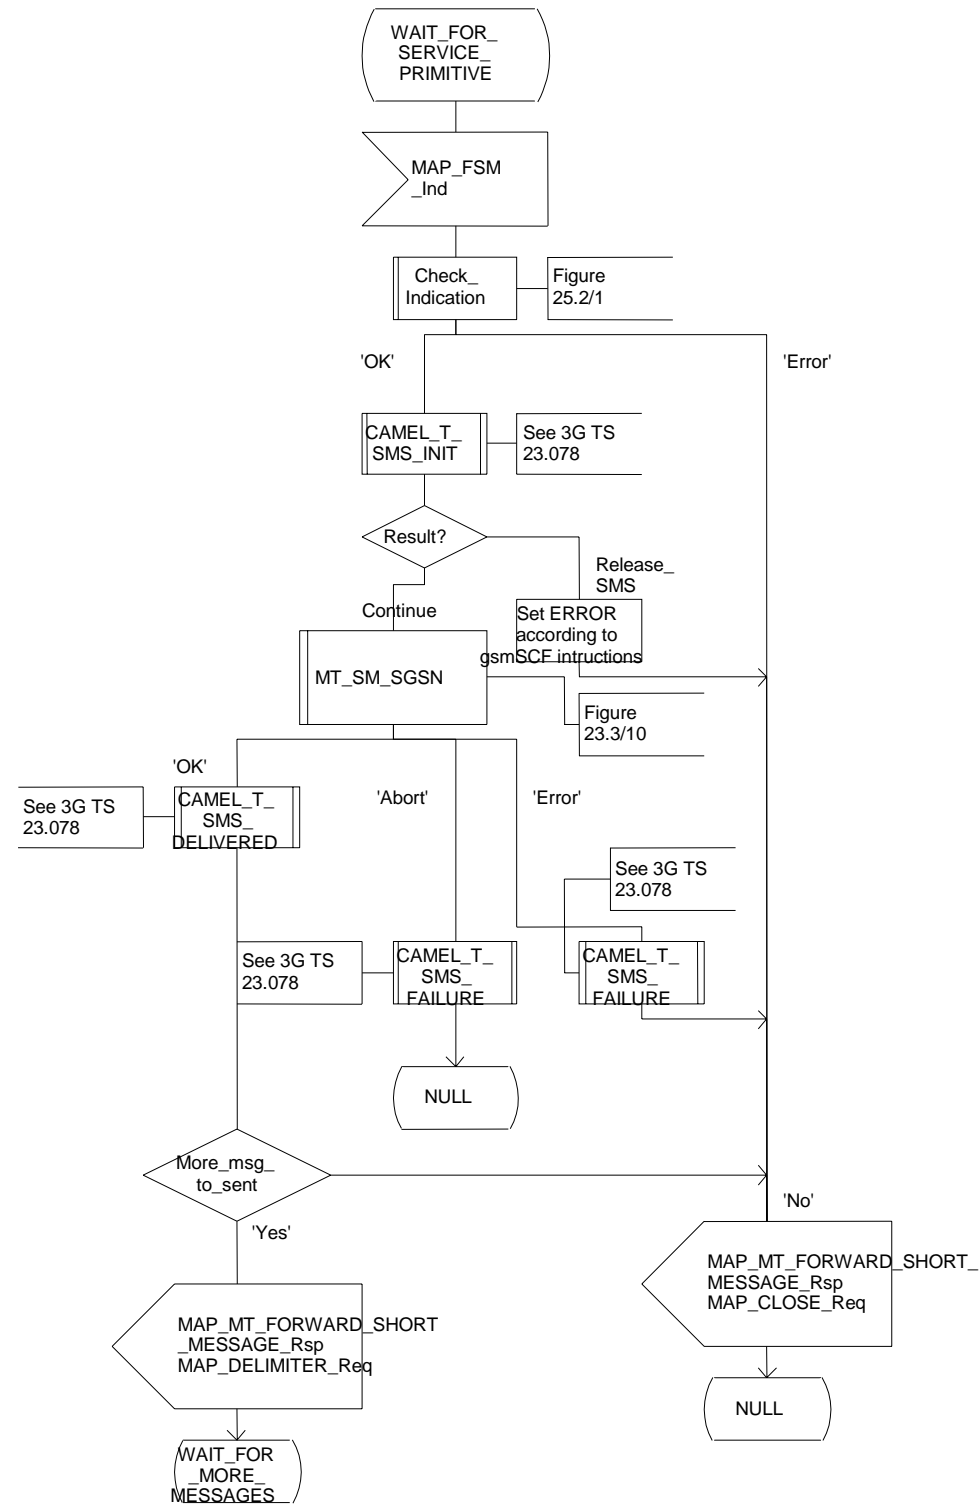 WAIT_FOR_
SERVICE_
PRIMITIVE
MAP_FSM
_Ind
Check_
Indication
Figure
25.2/1
'OK'
'Error'
CAMEL_T_
SMS_INIT
See 3G TS
23.078
Result?
Release_
SMS
Continue
Set ERROR
according to
gsmSCF intructions
MT_SM_SGSN
Figure
23.3/10
'OK'
'Abort'
'Error'
See 3G TS
23.078
CAMEL_T_
SMS_
DELIVERED
See 3G TS
23.078
See 3G TS
23.078
CAMEL_T_
SMS_
FAILURE
CAMEL_T_
SMS_
FAILURE
NULL
More_msg_
to_sent
'No'
'Yes'
MAP_MT_FORWARD_SHORT_
MESSAGE_Rsp
MAP_CLOSE_Req
MAP_MT_FORWARD_SHORT
_MESSAGE_Rsp
MAP_DELIMITER_Req
NULL
WAIT_FOR
_MORE_
MESSAGES